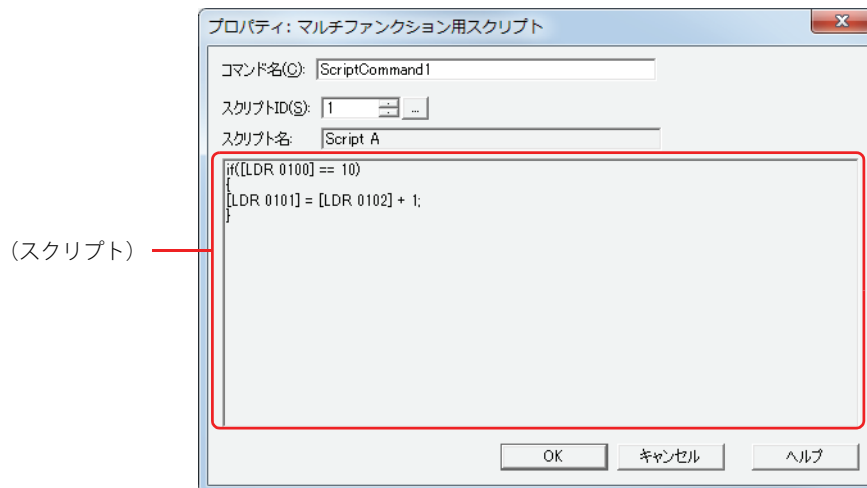 プロパティ: マルチファンクション用スクリプト
コマンド名(C): ScriptCommand1
スクリプトID(S): 1 ...
スクリプト名: Script A
if([LDR 0100] == 10)
{
[LDR 0101] = [LDR 0102] + 1;
}
（スクリプト）
OK キャンセル ヘルプ